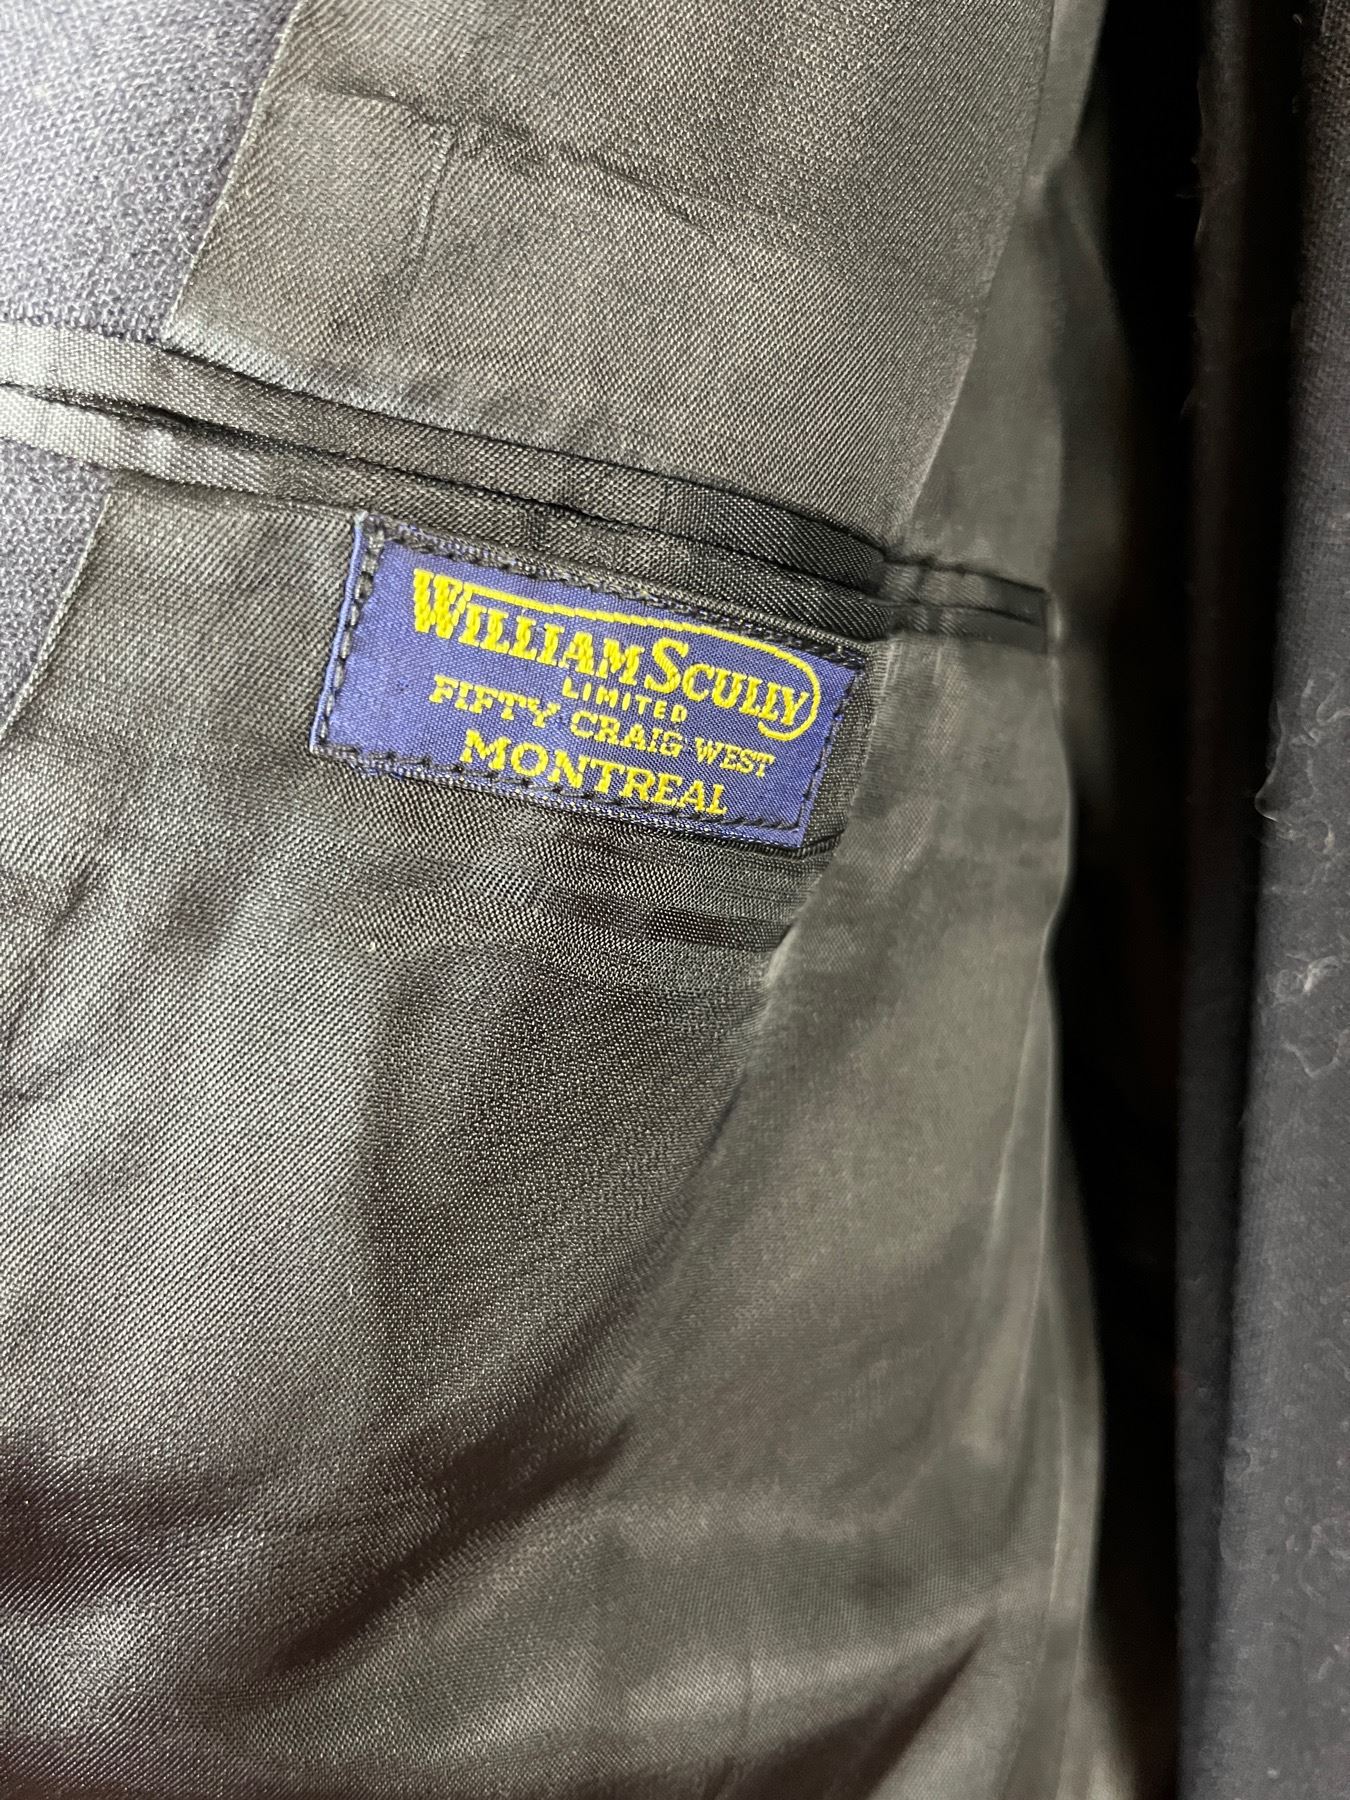 WILLIAM SCULLY
LIMITED
FIFTY CRAIG WEST
MONTREAL